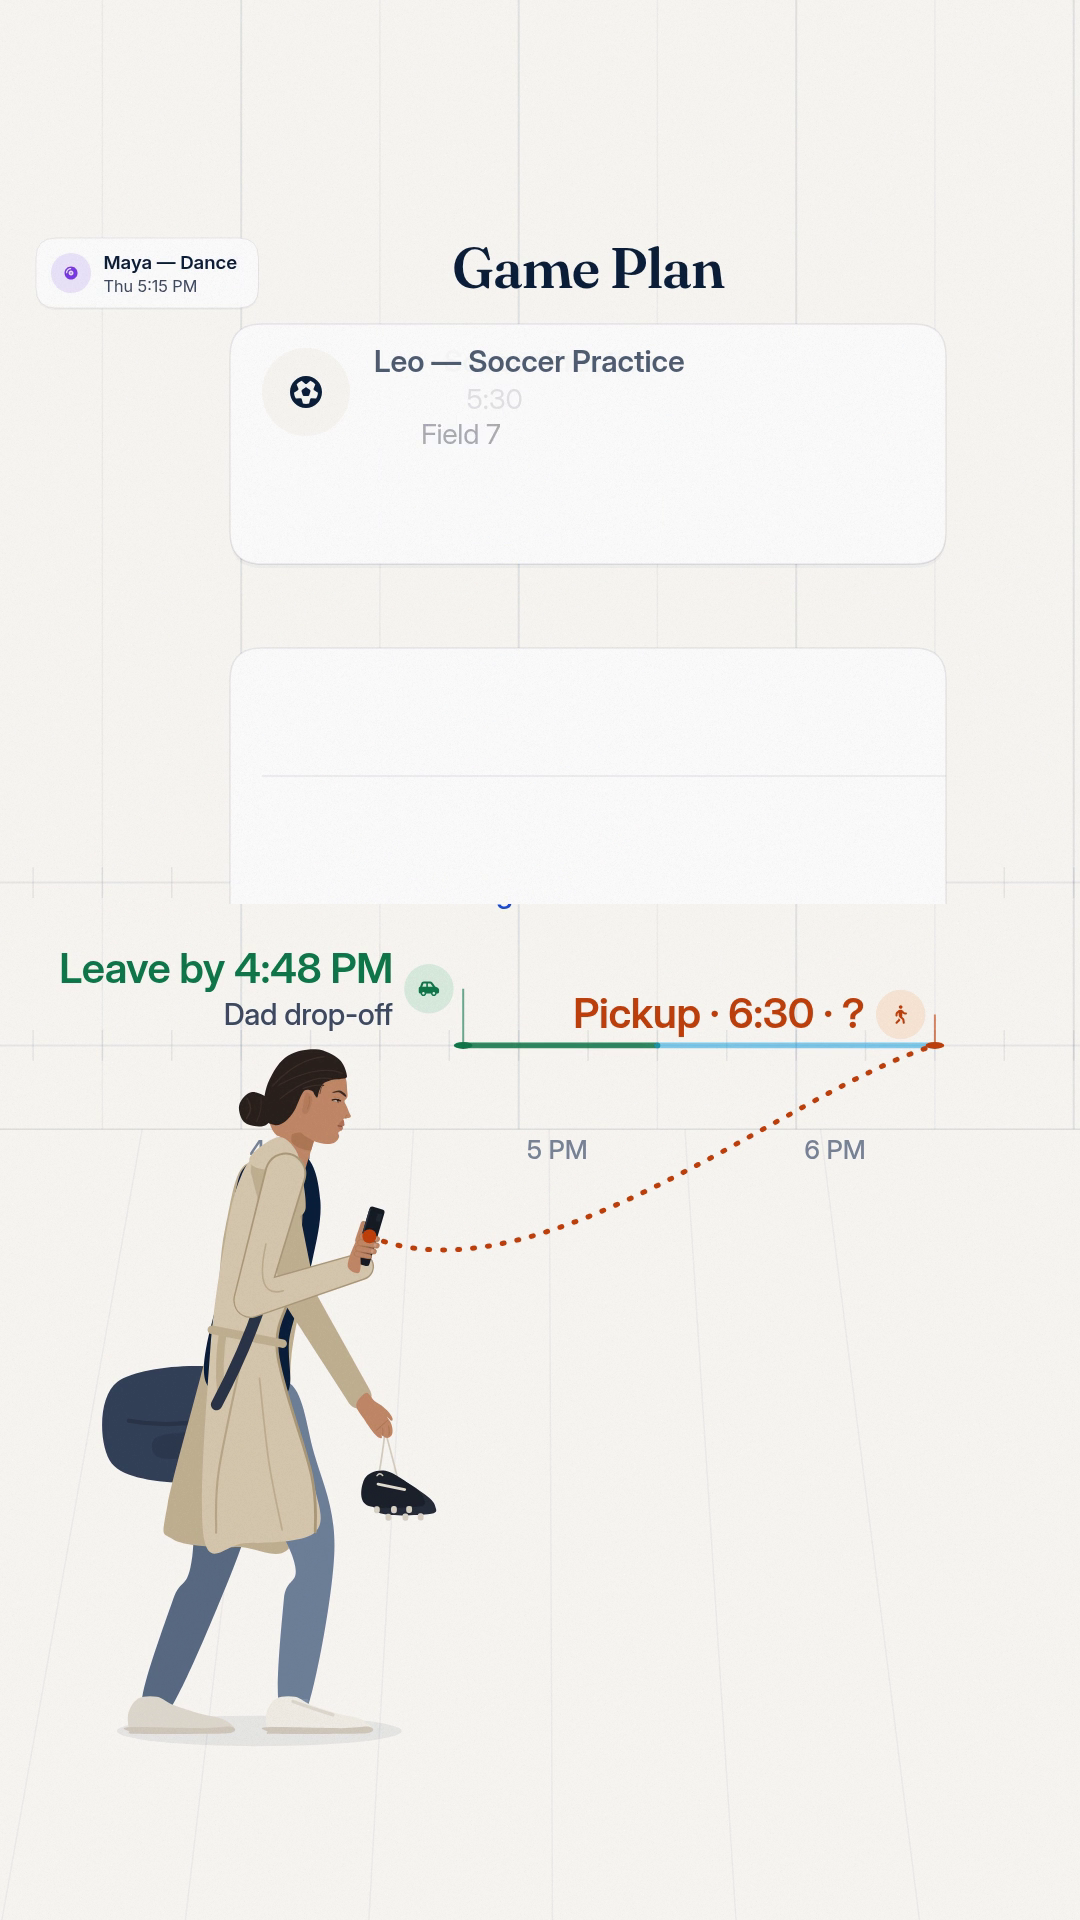 Game Plan
Maya — Dance
Thu 5:15 PM
Leo — Soccer Practice
5:30
Field 7
Leave by 4:48 PM
Dad drop-off
Pickup · 6:30 · ?
4
5 PM
6 PM